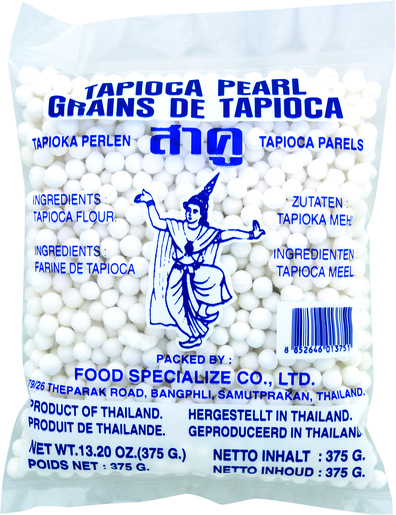 TAPIOCA PEARL
GRAINS DE TAPIOCA
TAPIOKA PERLEN สาคู TAPIOCA PARELS
INGREDIENTS : ZUTATEN :
TAPIOCA FLOUR TAPIOKA MEH
INGREDIENTS : INGREDIENTEN
FARINE DE TAPIOCA TAPIOCA MEEL
8 852646 013751
PACKED BY :
FOOD SPECIALIZE CO., LTD.
79/26 THEPARAK ROAD, BANGPHLI, SAMUTPRAKAN, THAILAND.
PRODUCT OF THAILAND. HERGESTELLT IN THAILAND.
PRODUIT DE THAILANDE. GEPRODUCEERD IN THAILAND
NET WT.13.20 OZ.(375 G.) NETTO INHALT : 375 G.
POIDS NET : 375 G. NETTO INHOUD : 375 G.